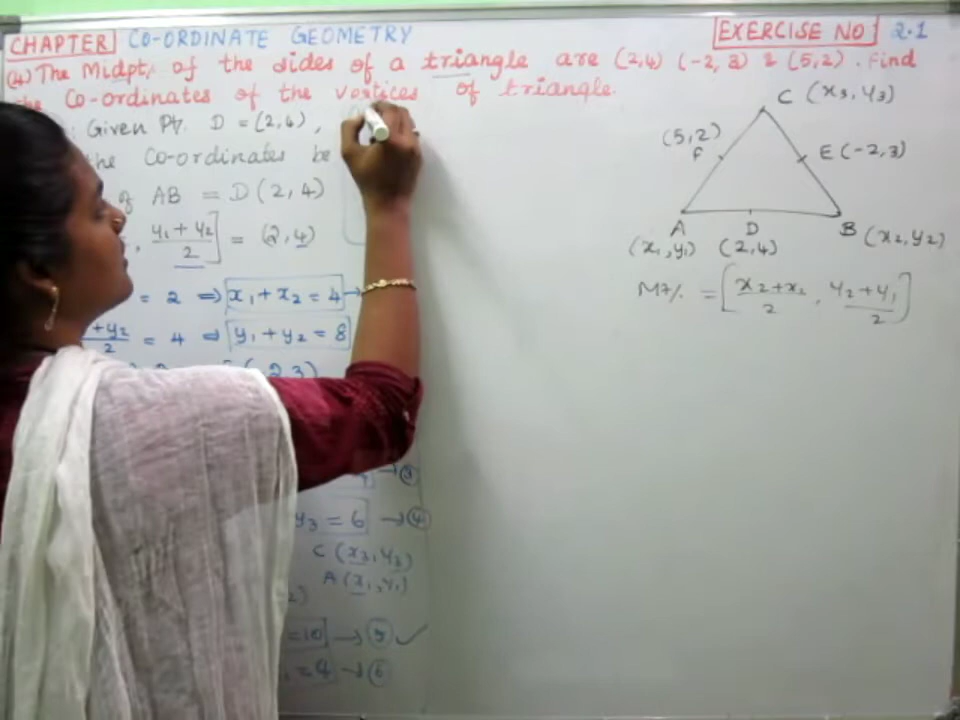 CHAPTER CO-ORDINATE GEOMETRY EXERCISE NO 2.1
(4) The Midpt, of the sides of a triangle are (2,4) (-2, 3) & (5,2). Find
the Co-ordinates of the vertices of triangle.
: Given Pt. D = (2,4),
the Co-ordinates be
of AB = D (2, 4)
, y₁ + y₂/2] = (2, 4)
= 2 ⇒ x₁ + x₂ = 4 →
+y₂/2 = 4 ⇒ y₁ + y₂ = 8
2, 3)
→ ③
y₃ = 6 → ④
C (x₃, y₃)
A (x₁, y₁)
=10 → ⑤ ✓
= 4 → ⑥
C (x₃, y₃)
(5, 2)
F
E (-2, 3)
A D B (x₂, y₂)
(x₁, y₁) (2, 4)
= [x₂+x₁/2, y₂+y₁/2]